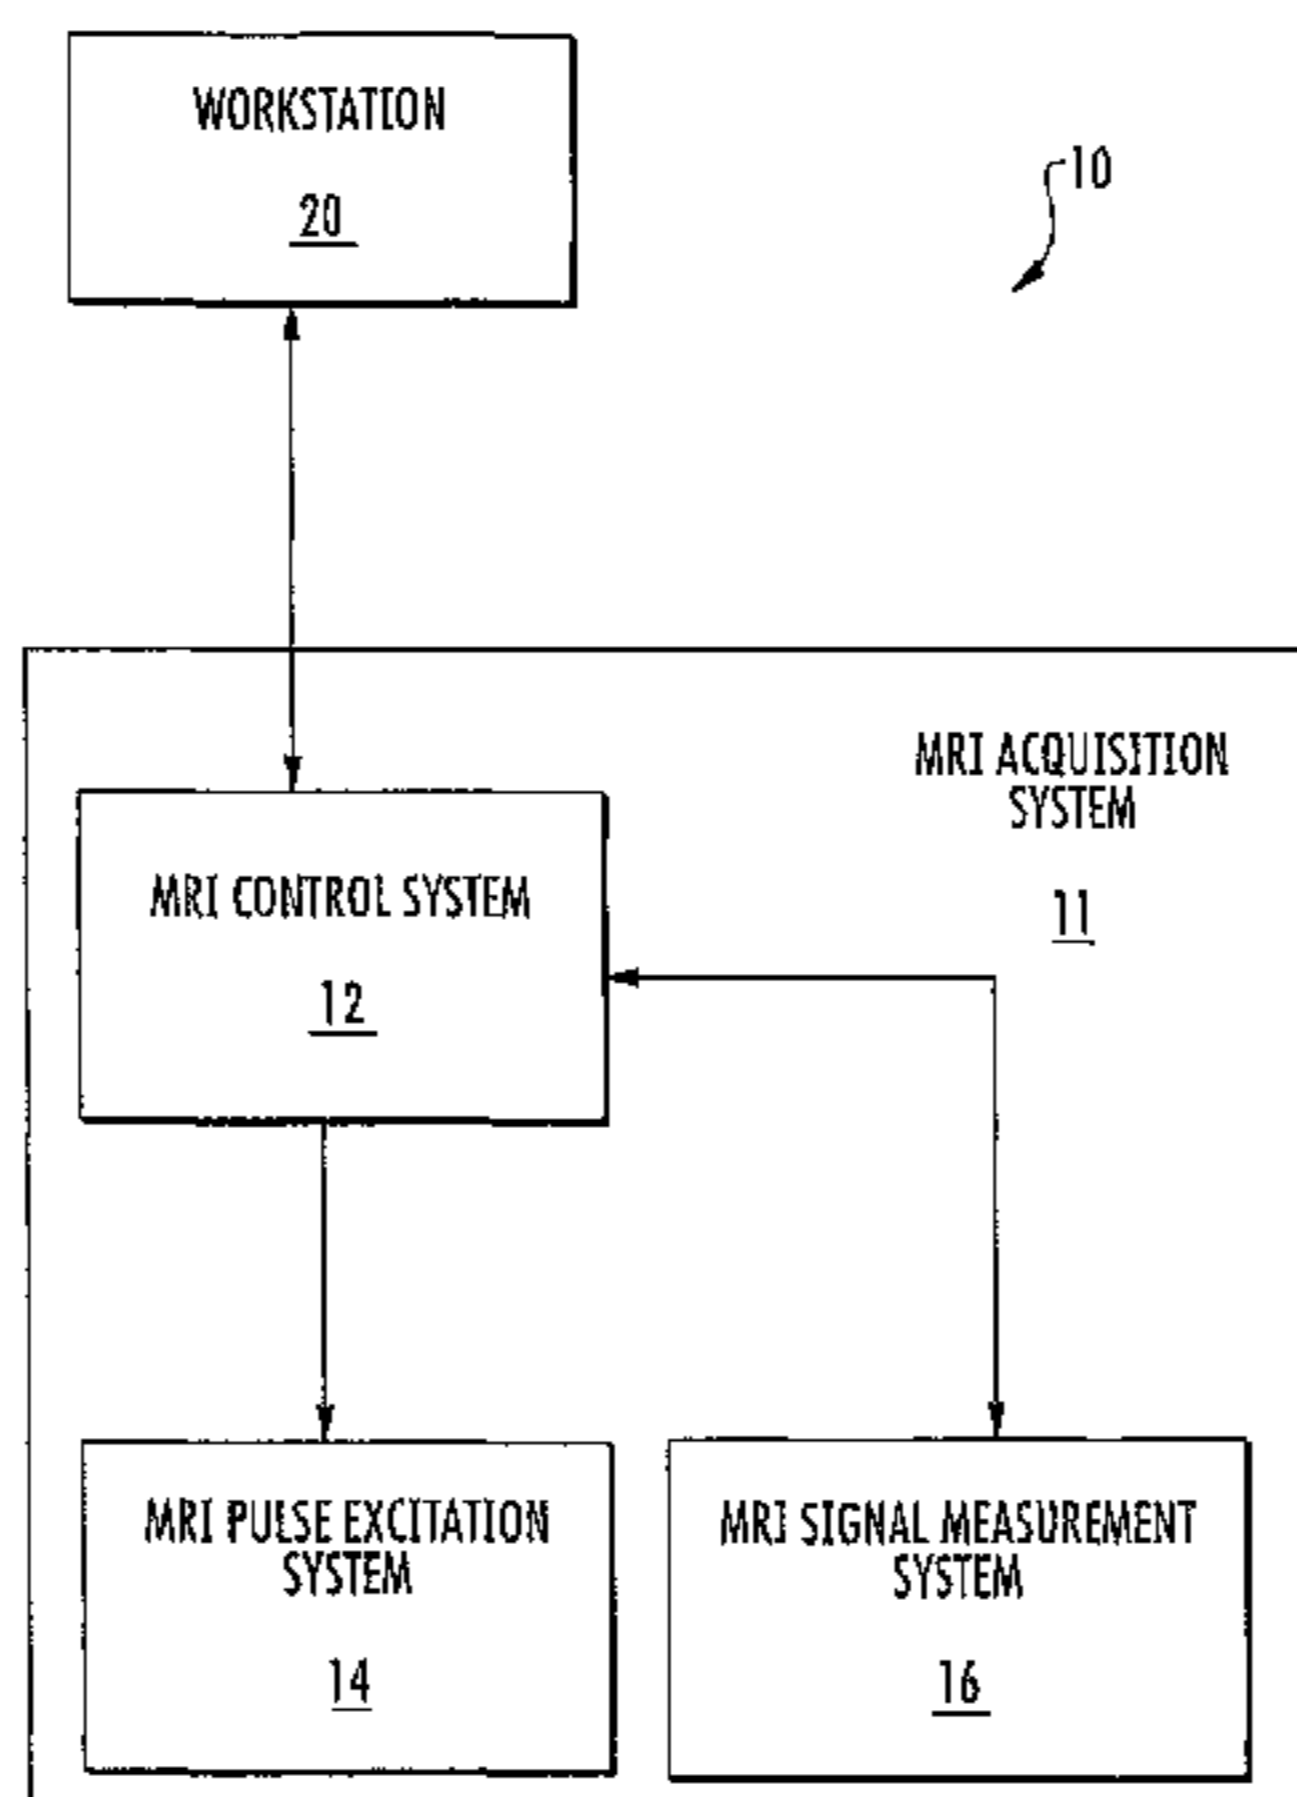 WORKSTATION
20
10
MRI ACQUISITION
SYSTEM
11
MRI CONTROL SYSTEM
12
MRI PULSE EXCITATION
SYSTEM
14
MRI SIGNAL MEASUREMENT
SYSTEM
16